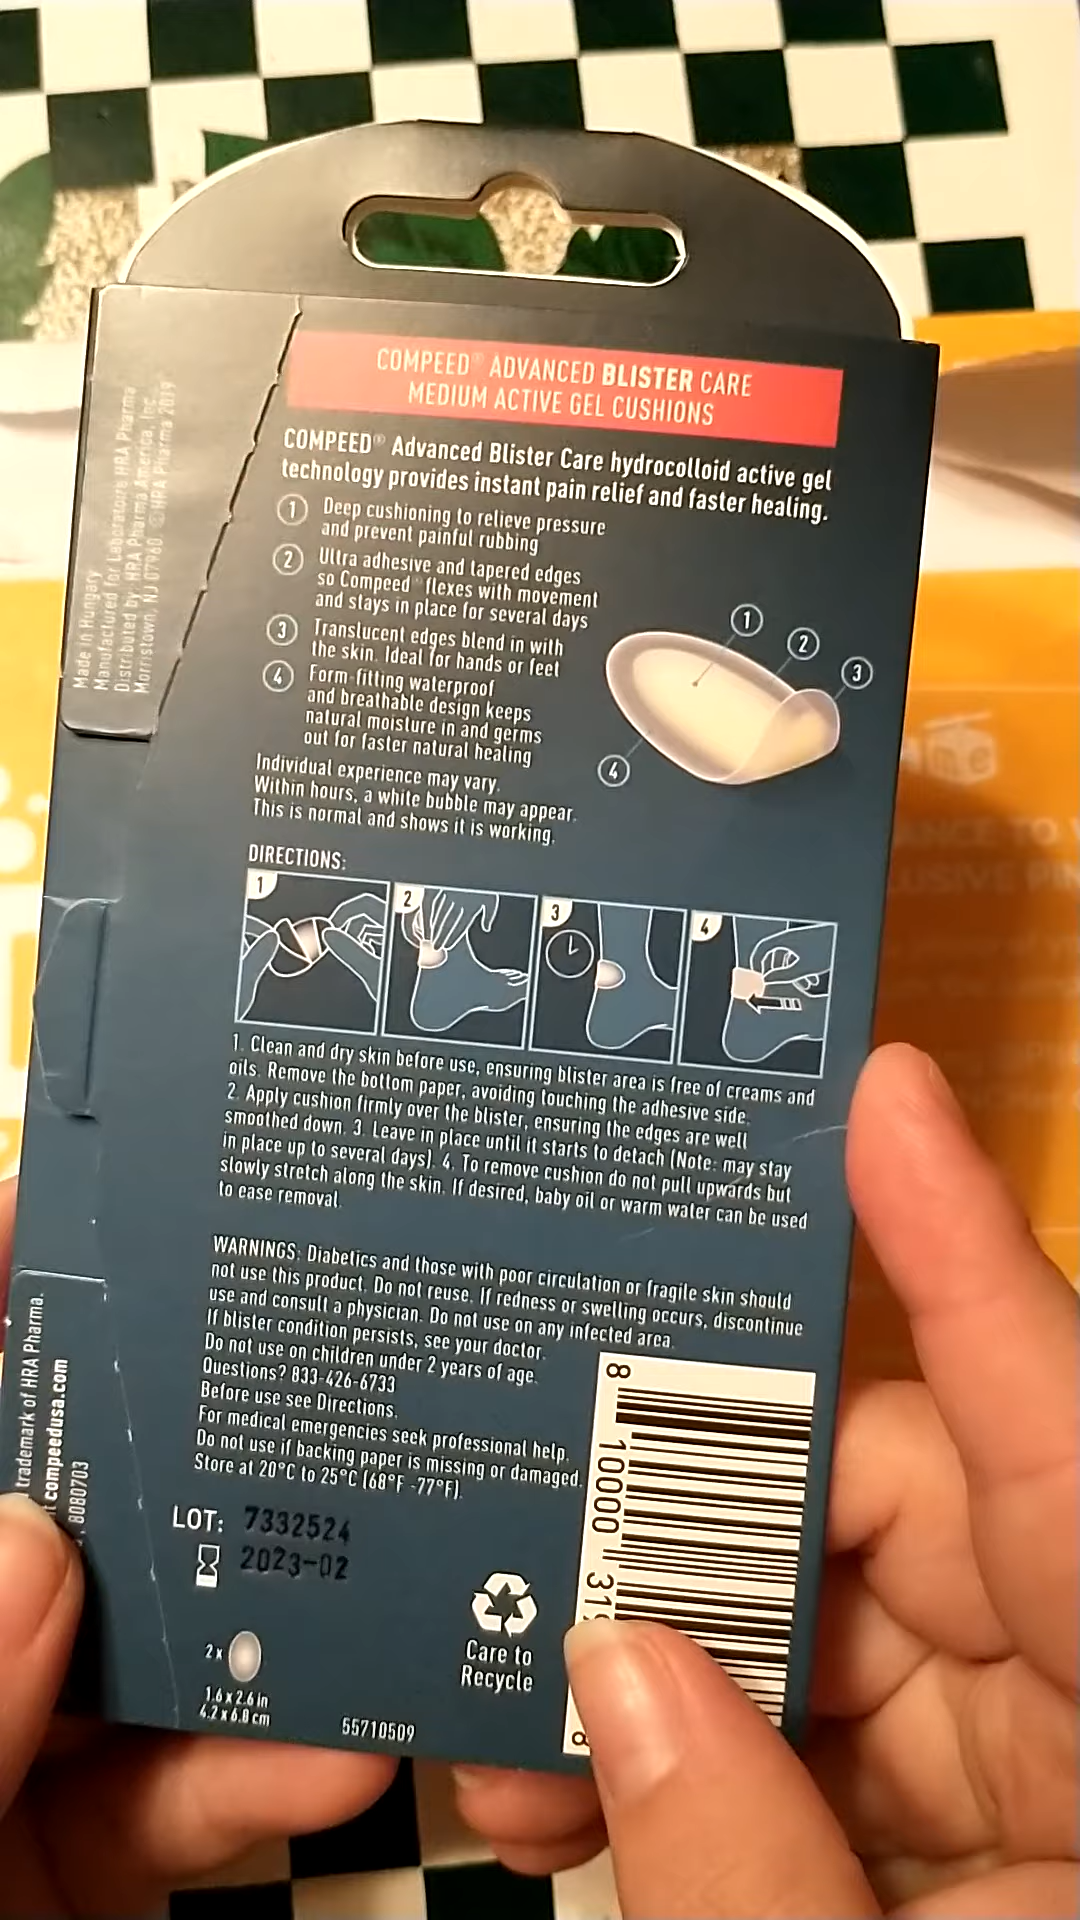 COMPEED® ADVANCED BLISTER CARE
MEDIUM ACTIVE GEL CUSHIONS
COMPEED® Advanced Blister Care hydrocolloid active gel
technology provides instant pain relief and faster healing.
1 Deep cushioning to relieve pressure
and prevent painful rubbing
2 Ultra adhesive and tapered edges
so Compeed® flexes with movement
and stays in place for several days
3 Translucent edges blend in with
the skin. Ideal for hands or feet
4 Form-fitting waterproof
and breathable design keeps
natural moisture in and germs
out for faster natural healing
1
2
3
4
Individual experience may vary.
Within hours, a white bubble may appear.
This is normal and shows it is working.
DIRECTIONS:
1 2 3 4
1. Clean and dry skin before use, ensuring blister area is free of creams and
oils. Remove the bottom paper, avoiding touching the adhesive side.
2. Apply cushion firmly over the blister, ensuring the edges are well
smoothed down. 3. Leave in place until it starts to detach (Note: may stay
in place up to several days). 4. To remove cushion do not pull upwards but
slowly stretch along the skin. If desired, baby oil or warm water can be used
to ease removal.
WARNINGS: Diabetics and those with poor circulation or fragile skin should
not use this product. Do not reuse. If redness or swelling occurs, discontinue
use and consult a physician. Do not use on any infected area.
If blister condition persists, see your doctor.
Do not use on children under 2 years of age.
Questions? 833-426-6733
Before use see Directions.
For medical emergencies seek professional help.
Do not use if backing paper is missing or damaged.
Store at 20°C to 25°C (68°F -77°F).
LOT: 7332524
2023-02
2 x
1.6 x 2.6 in
4.2 x 6.8 cm
55710509
Care to
Recycle
8 10000 31
8
Made in Hungary
Manufactured for Laboratoire HRA Pharma
Distributed by: HRA Pharma America, Inc.
Morristown, NJ 07960 © HRA Pharma 2019
trademark of HRA Pharma.
compeedusa.com
8080703